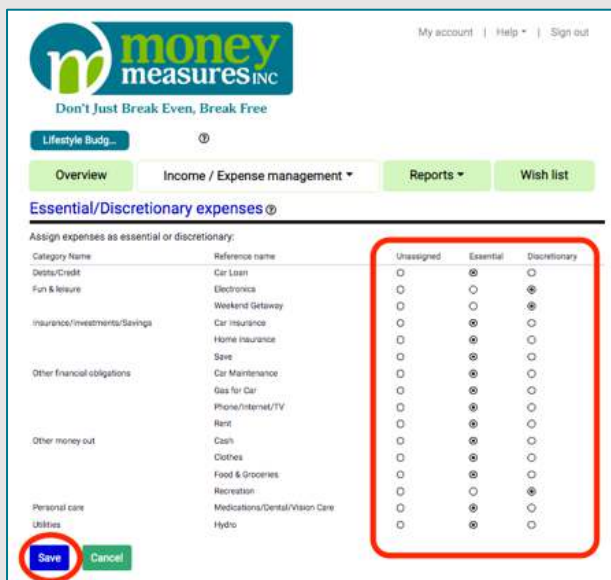 My account | Help | Sign out
m money
measures INC
Don't Just Break Even, Break Free
Lifestyle Budg...
Overview Income / Expense management Reports Wish list
Essential/Discretionary expenses
Assign expenses as essential or discretionary:
Category Name Reference name Unassigned Essential Discretionary
Debts/Credit Car Loan
Fun & leisure Electronics
Weekend Getaway
Insurance/Investments/Savings Car Insurance
Home insurance
Save
Other financial obligations Car Maintenance
Gas for Car
Phone/Internet/TV
Rent
Other money out Cash
Clothes
Food & Groceries
Recreation
Personal care Medications/Dental/Vision Care
Utilities Hydro
Save Cancel